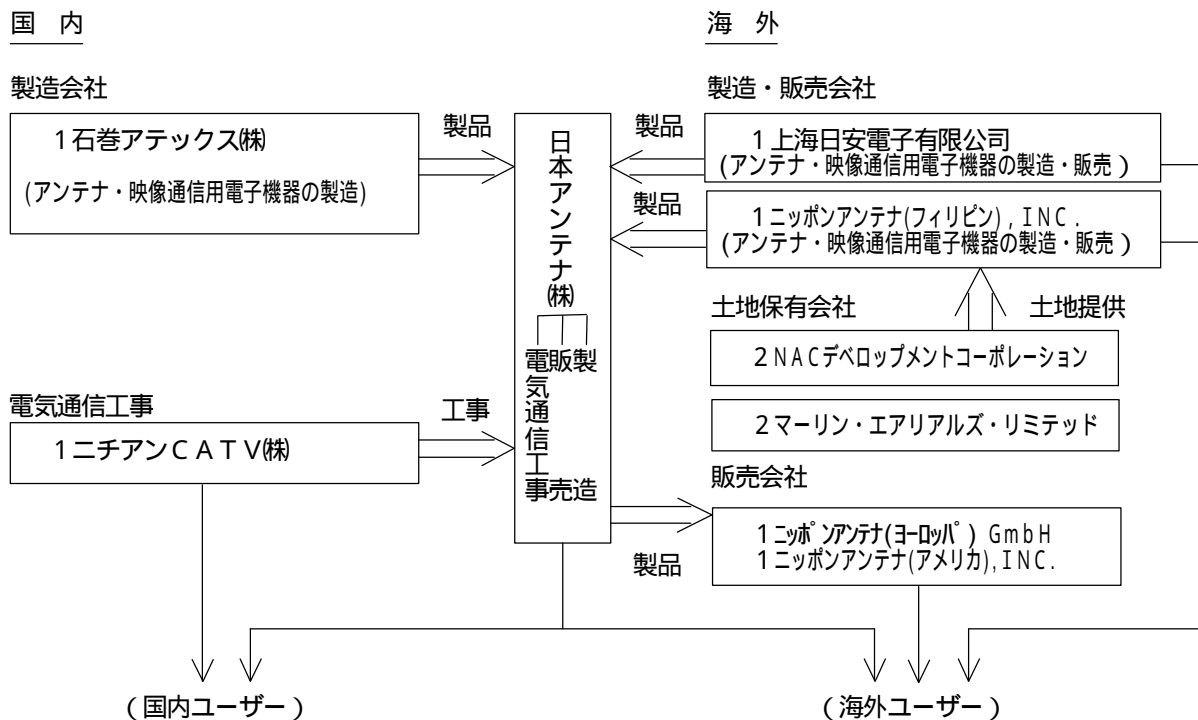 国 内
海 外
製造会社
製造・販売会社
1石巻アテックス㈱
(アンテナ・映像通信用電子機器の製造)
製品
日本アンテナ㈱
製造
販売
電気通信工事
製品
1上海日安電子有限公司
(アンテナ・映像通信用電子機器の製造・販売)
製品
1ニッポンアンテナ(フィリピン),INC.
(アンテナ・映像通信用電子機器の製造・販売)
土地保有会社
土地提供
2NACデベロップメントコーポレーション
2マーリン・エアリアルズ・リミテッド
電気通信工事
1ニチアンCATV㈱
工事
販売会社
1ニッポンアンテナ(ヨーロッパ) GmbH
1ニッポンアンテナ(アメリカ),INC.
製品
(国内ユーザー)
(海外ユーザー)